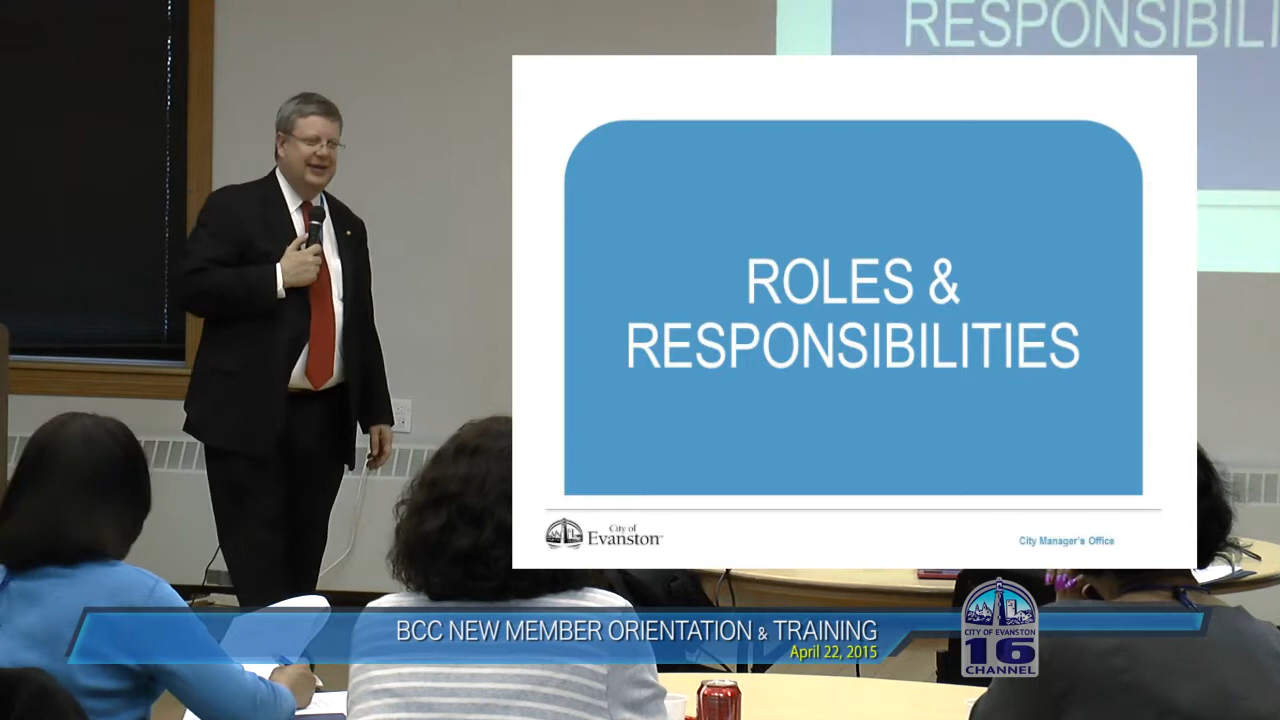 RESPONSIBILI
ROLES &
RESPONSIBILITIES
City of
Evanston
City Manager's Office
BCC NEW MEMBER ORIENTATION & TRAINING
April 22, 2015
CITY OF EVANSTON
16
CHANNEL